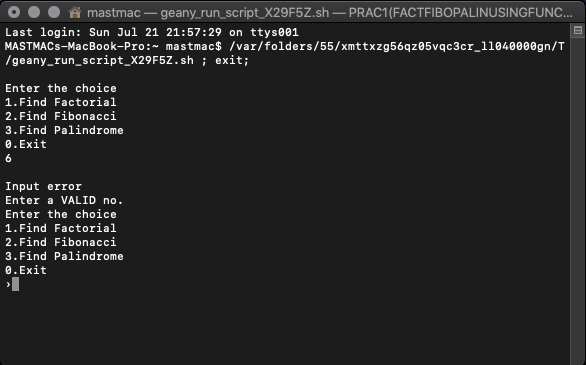 mastmac — geany_run_script_X29F5Z.sh — PRAC1(FACTFIBOPALINUSINGFUNC...
Last login: Sun Jul 21 21:57:29 on ttys001
MASTMACs-MacBook-Pro:~ mastmac$ /var/folders/55/xmttxzg56qz05vqc3cr_ll040000gn/T
/geany_run_script_X29F5Z.sh ; exit;
Enter the choice
1.Find Factorial
2.Find Fibonacci
3.Find Palindrome
0.Exit
6
Input error
Enter a VALID no.
Enter the choice
1.Find Factorial
2.Find Fibonacci
3.Find Palindrome
0.Exit
›